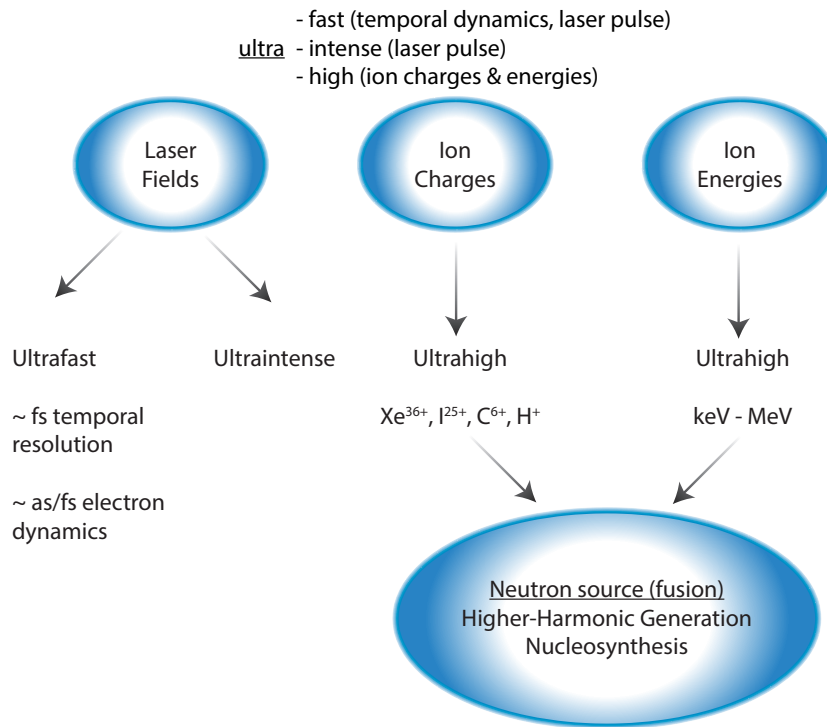 - fast (temporal dynamics, laser pulse)
ultra - intense (laser pulse)
- high (ion charges & energies)
Laser
Fields
Ion
Charges
Ion
Energies
Ultrafast
Ultraintense
Ultrahigh
Ultrahigh
~ fs temporal
resolution
~ as/fs electron
dynamics
Xe³⁶⁺, I²⁵⁺, C⁶⁺, H⁺
keV - MeV
Neutron source (fusion)
Higher-Harmonic Generation
Nucleosynthesis